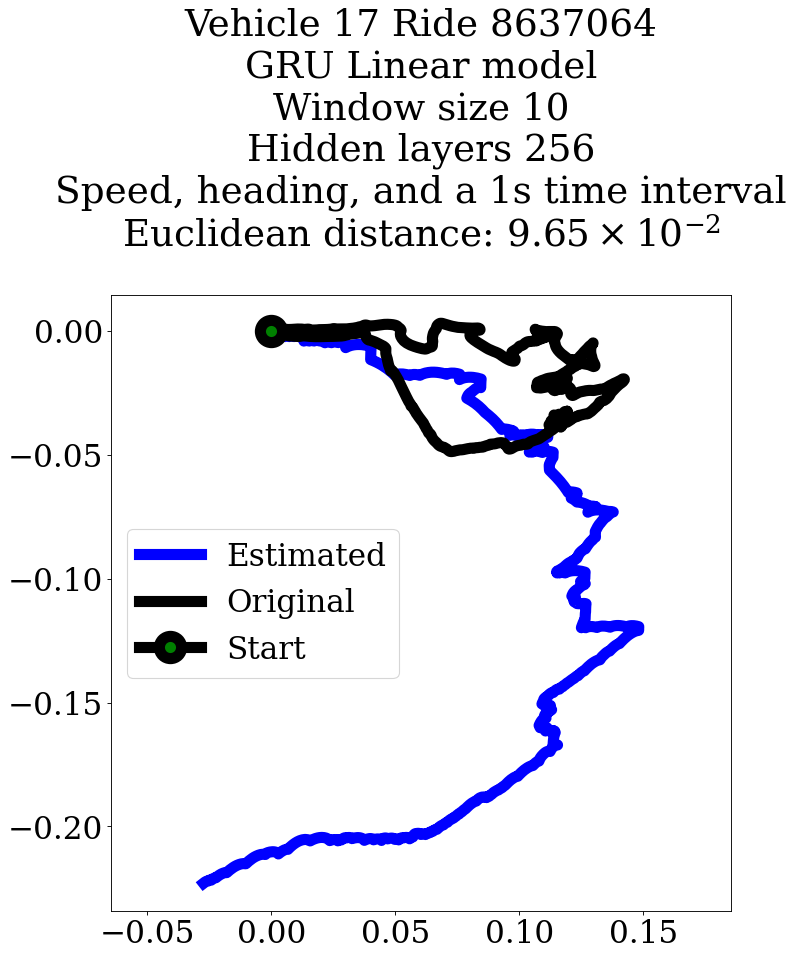 Vehicle 17 Ride 8637064
GRU Linear model
Window size 10
Hidden layers 256
Speed, heading, and a 1s time interval
Euclidean distance: 9.65 × 10⁻²
0.00
−0.05
−0.10
−0.15
−0.20
Estimated
Original
Start
−0.05 0.00 0.05 0.10 0.15